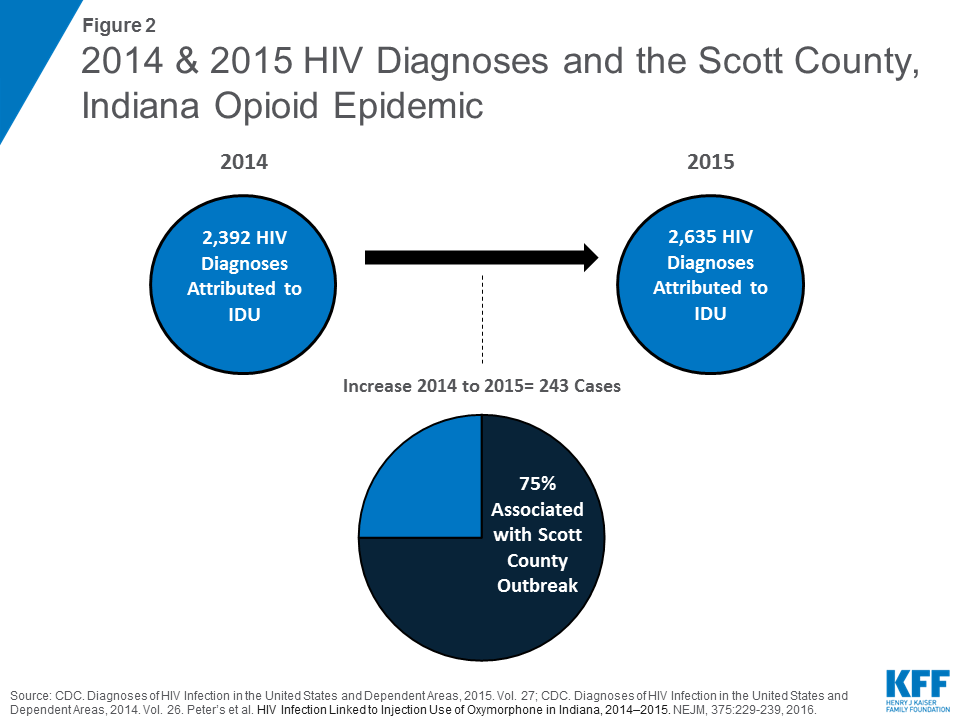 Figure 2
2014 & 2015 HIV Diagnoses and the Scott County,
Indiana Opioid Epidemic
2014
2015
2,392 HIV
Diagnoses
Attributed to
IDU
2,635 HIV
Diagnoses
Attributed to
IDU
Increase 2014 to 2015= 243 Cases
75%
Associated
with Scott
County
Outbreak
Source: CDC. Diagnoses of HIV Infection in the United States and Dependent Areas, 2015. Vol. 27; CDC. Diagnoses of HIV Infection in the United States and
Dependent Areas, 2014. Vol. 26. Peter's et al. HIV Infection Linked to Injection Use of Oxymorphone in Indiana, 2014–2015. NEJM, 375:229-239, 2016.
KFF
HENRY J KAISER
FAMILY FOUNDATION